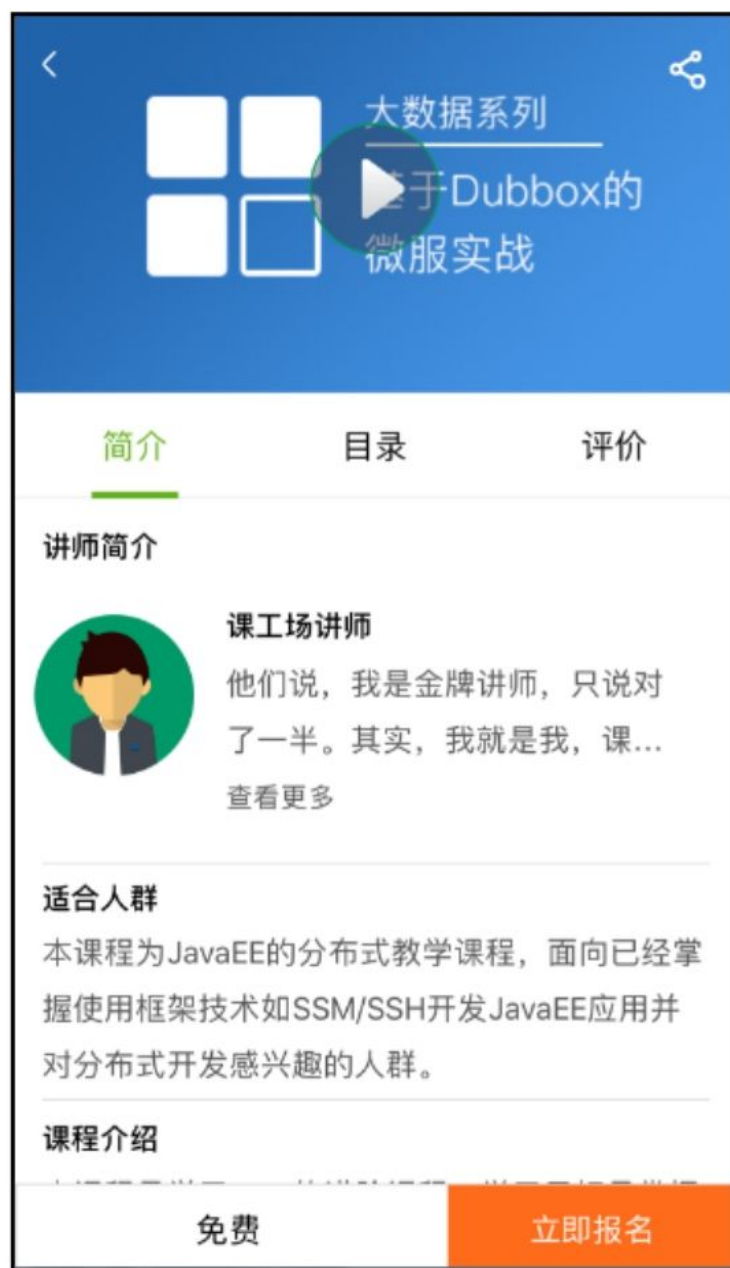 大数据系列
基于Dubbox的
微服实战
简介
目录
评价
讲师简介
课工场讲师
他们说，我是金牌讲师，只说对
了一半。其实，我就是我，课...
查看更多
适合人群
本课程为JavaEE的分布式教学课程，面向已经掌
握使用框架技术如SSM/SSH开发JavaEE应用并
对分布式开发感兴趣的人群。
课程介绍
免费
立即报名